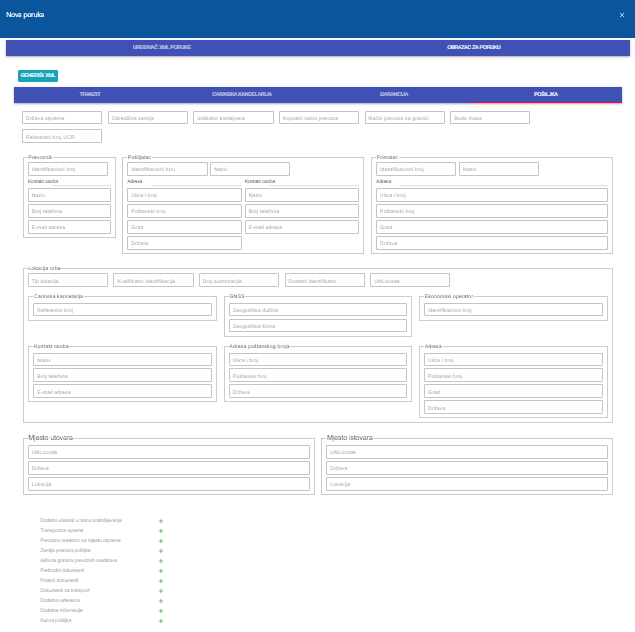 Nova poruka ×
UREĐIVAČ XML PORUKE OBRAZAC ZA PORUKU
GENERIŠI XML
TRANZIT CARINSKA KANCELARIJA GARANCIJA POŠILJKA
Država otpreme Odredišna zemlja Indikator kontejnera Kopneni način prevoza Način prevoza na granici Bruto masa
Referentni broj UCR
Prevoznik Pošiljalac Primalac
Identifikacioni broj Identifikacioni broj Naziv Identifikacioni broj Naziv
Kontakt osoba Adresa Kontakt osoba Adresa
Naziv Ulica i broj Naziv Ulica i broj
Broj telefona Poštanski broj Broj telefona Poštanski broj
E-mail adresa Grad E-mail adresa Grad
Država Država
Lokacija robe
Tip lokacije Kvalifikator identifikacije Broj autorizacije Dodatni identifikator UNLocode
Carinska kancelarija GNSS Ekonomski operator
Referentni broj Geografska dužina Identifikacioni broj
Geografska širina
Kontakt osoba Adresa poštanskog broja Adresa
Naziv Ulica i broj Ulica i broj
Broj telefona Poštanski broj Poštanski broj
E-mail adresa Država Grad
Država
Mjesto utovara Mjesto istovara
UNLocode UNLocode
Država Država
Lokacija Lokacija
Dodatni učesnik u lancu snabdijevanja +
Transportna oprema +
Prevozno sredstvo na mjestu otpreme +
Zemlje prenosa pošiljke +
Aktivna granica prevoznih sredstava +
Prethodni dokumenti +
Prateći dokumenti +
Dokumenti za transport +
Dodatna referenca +
Dodatne informacije +
Kućna pošiljka +